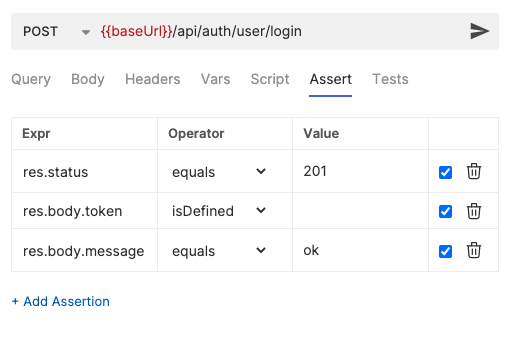 POST {{baseUrl}}/api/auth/user/login
Query Body Headers Vars Script Assert Tests
Expr Operator Value
res.status equals 201
res.body.token isDefined
res.body.message equals ok
+ Add Assertion